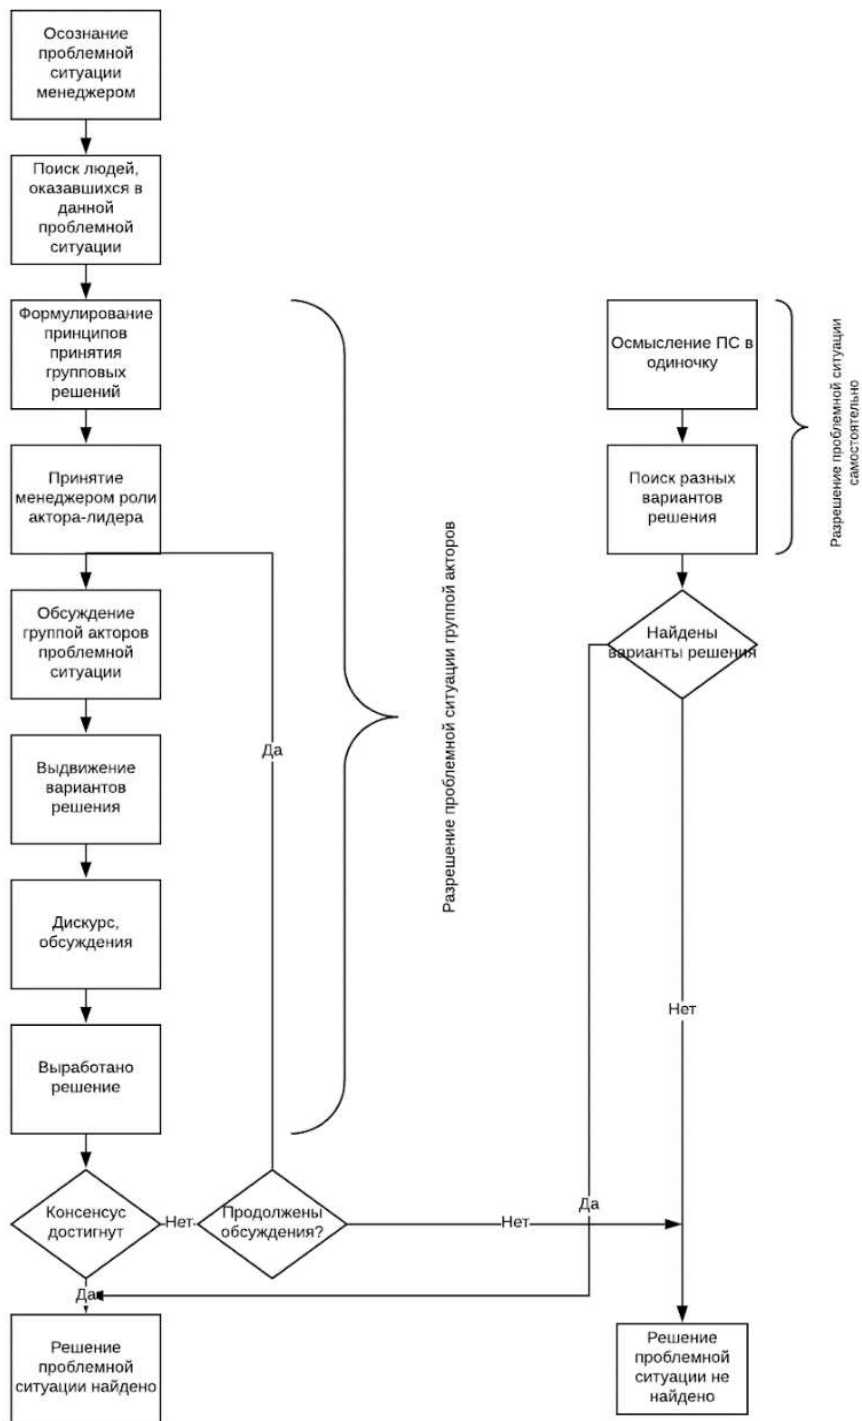 Осознание
проблемной
ситуации
менеджером
Поиск людей,
оказавшихся в
данной
проблемной
ситуации
Формулирование
принципов
принятия
групповых
решений
Принятие
менеджером роли
актора-лидера
Обсуждение
группой акторов
проблемной
ситуации
Выдвижение
вариантов
решения
Дискурс,
обсуждения
Выработано
решение
Консенсус
достигнут
Нет
Продолжены
обсуждения?
Да
Нет
Да
Решение
проблемной
ситуации найдено
Разрешение проблемной ситуации группой акторов
Осмысление ПС в
одиночку
Поиск разных
вариантов
решения
Разрешение проблемной ситуации
самостоятельно
Найдены
варианты решения
Нет
Да
Решение
проблемной
ситуации не
найдено